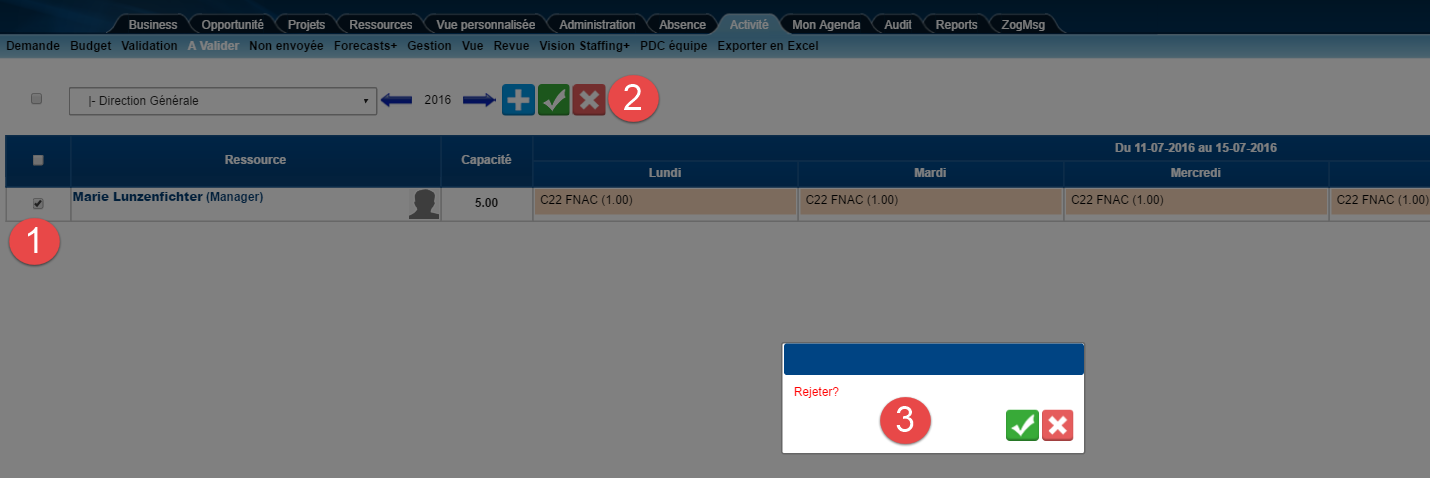 Business Opportunité Projets Ressources Vue personnalisée Administration Absence Activité Mon Agenda Audit Reports ZogMsg
Demande Budget Validation A Valider Non envoyée Forecasts+ Gestion Vue Revue Vision Staffing+ PDC équipe Exporter en Excel
|- Direction Générale 2016 2
Ressource Capacité Du 11-07-2016 au 15-07-2016
Lundi Mardi Mercredi
Marie Lunzenfichter (Manager) 5.00 C22 FNAC (1.00) C22 FNAC (1.00) C22 FNAC (1.00) C22 FNAC (1.00)
1
Rejeter?
3